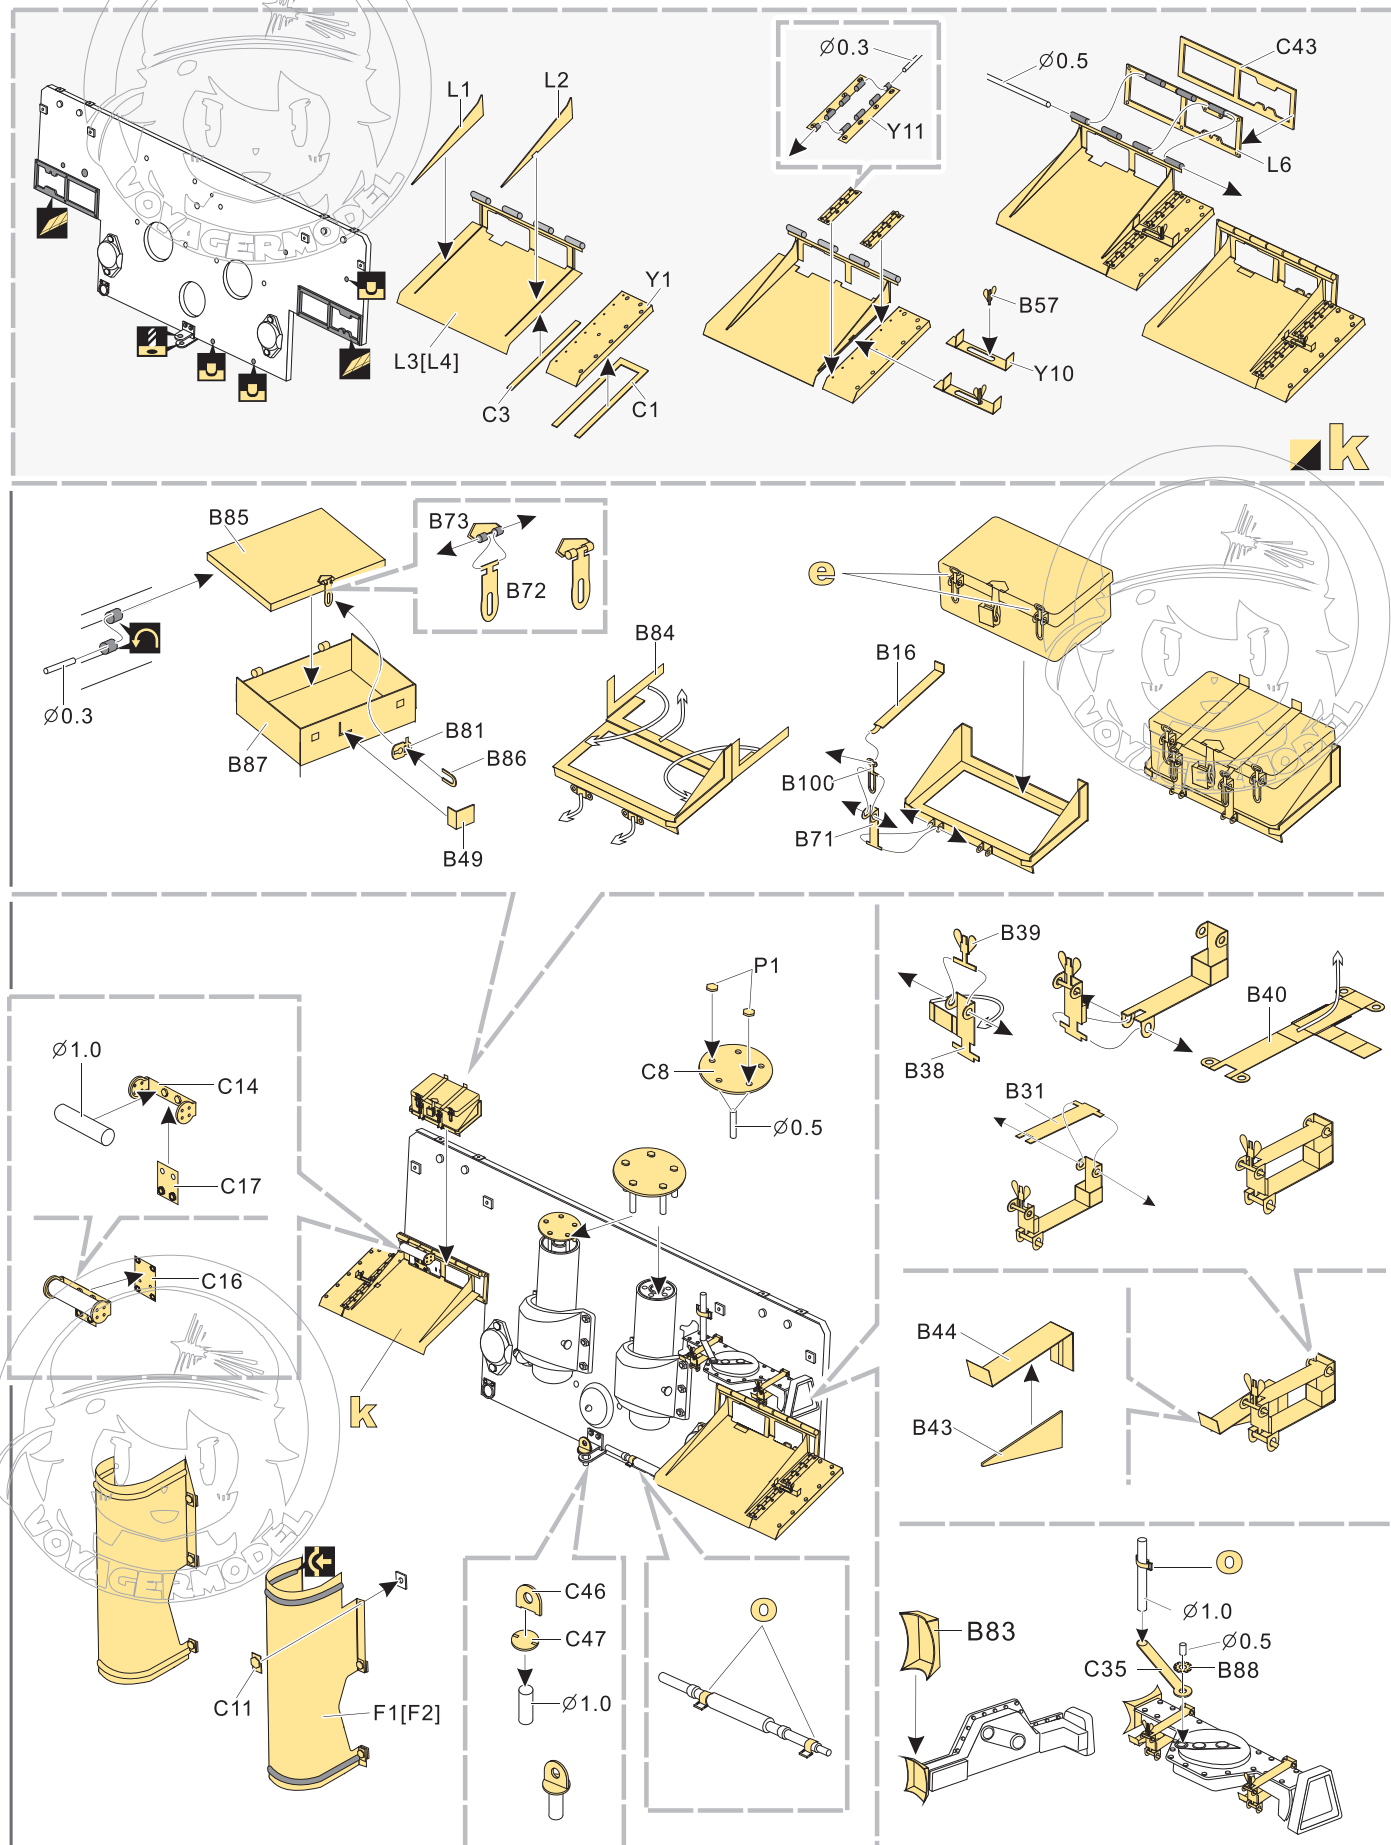 L1
L2
Ø0.3
Y11
Ø0.5
C43
L6
VOYAGERMODEL
Y1
B57
L3[L4]
C3
C1
Y10
k
B85
B73
B72
Ø0.3
B87
B81
B86
B49
B84
e
B16
B100
B71
VOYAGERMODEL
P1
C8
Ø0.5
B39
B38
B40
B31
Ø1.0
C14
C17
C16
k
B44
B43
VOYAGERMODEL
C11
F1[F2]
C46
C47
Ø1.0
o
B83
o
Ø1.0
Ø0.5
C35
B88